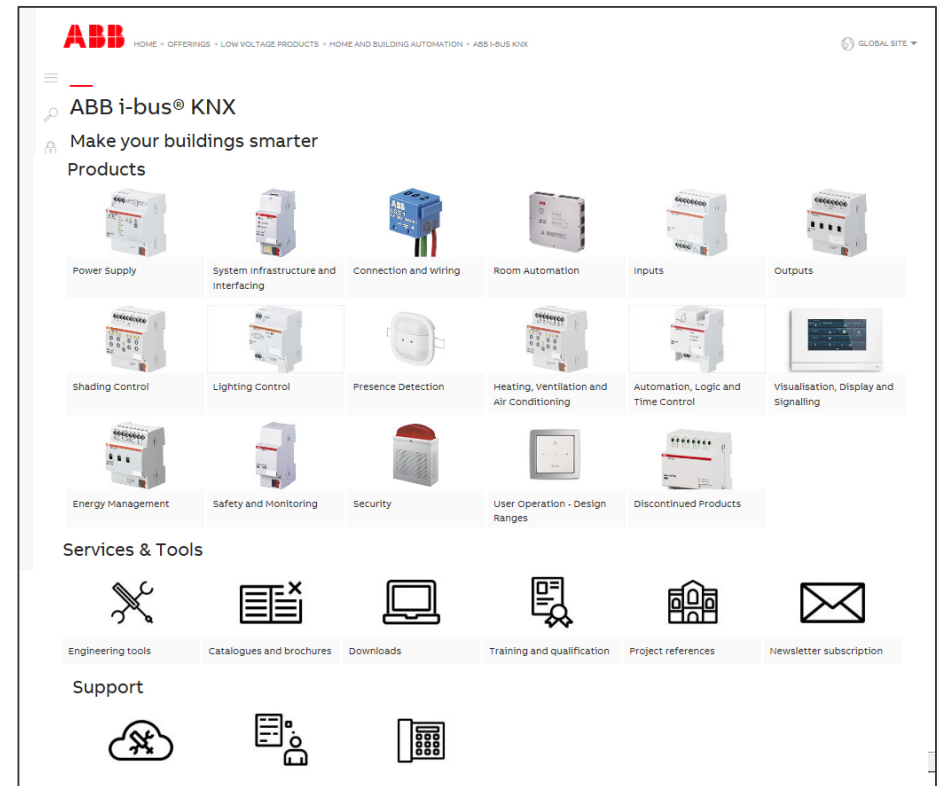 ABB
HOME + OFFERINGS + LOW VOLTAGE PRODUCTS + HOME AND BUILDING AUTOMATION + ABB I-BUS KNX
GLOBAL SITE
ABB i-bus® KNX
Make your buildings smarter
Products
Power Supply
System Infrastructure and
Interfacing
Connection and Wiring
Room Automation
Inputs
Outputs
Shading Control
Lighting Control
Presence Detection
Heating, Ventilation and
Air Conditioning
Automation, Logic and
Time Control
Visualisation, Display and
Signalling
Energy Management
Safety and Monitoring
Security
User Operation - Design
Ranges
Discontinued Products
Services & Tools
Engineering tools
Catalogues and brochures
Downloads
Training and qualification
Project references
Newsletter subscription
Support